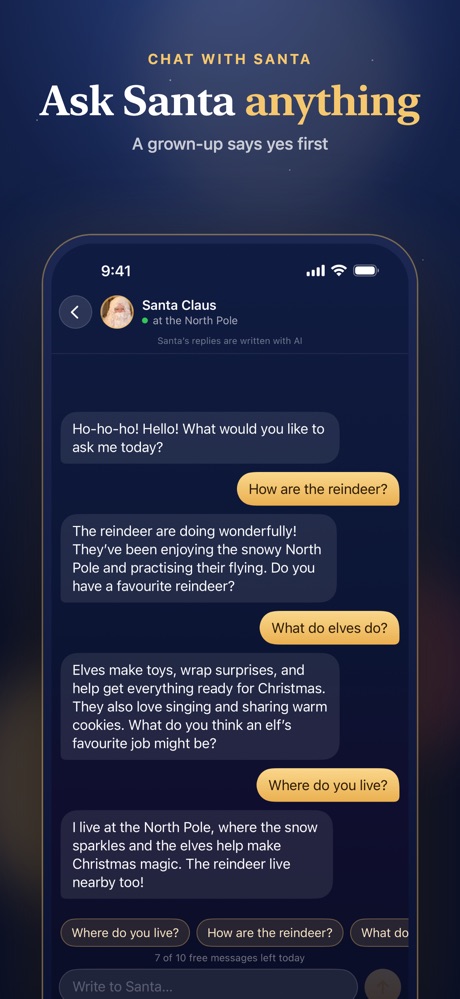 CHAT WITH SANTA
Ask Santa anything
A grown-up says yes first
9:41
Santa Claus
at the North Pole
Santa's replies are written with AI
Ho-ho-ho! Hello! What would you like to
ask me today?
How are the reindeer?
The reindeer are doing wonderfully!
They've been enjoying the snowy North
Pole and practising their flying. Do you
have a favourite reindeer?
What do elves do?
Elves make toys, wrap surprises, and
help get everything ready for Christmas.
They also love singing and sharing warm
cookies. What do you think an elf's
favourite job might be?
Where do you live?
I live at the North Pole, where the snow
sparkles and the elves help make
Christmas magic. The reindeer live
nearby too!
Where do you live? How are the reindeer? What do
7 of 10 free messages left today
Write to Santa...